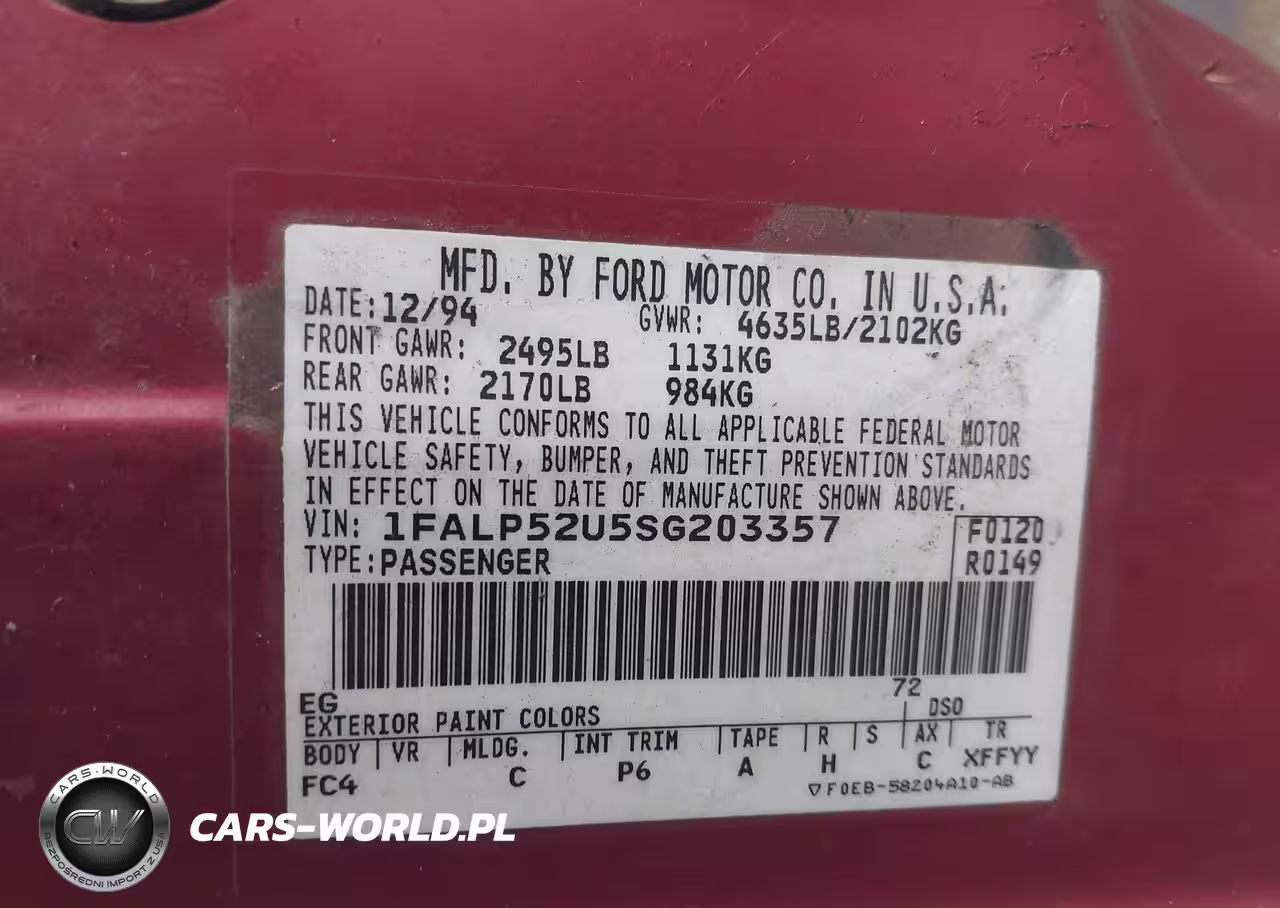 MFD. BY FORD MOTOR CO. IN U.S.A.
DATE: 12/94 GVWR: 4635LB/2102KG
FRONT GAWR: 2495LB 1131KG
REAR GAWR: 2170LB 984KG
THIS VEHICLE CONFORMS TO ALL APPLICABLE FEDERAL MOTOR
VEHICLE SAFETY, BUMPER, AND THEFT PREVENTION STANDARDS
IN EFFECT ON THE DATE OF MANUFACTURE SHOWN ABOVE.
VIN: 1FALP52U5SG203357 F0120
TYPE: PASSENGER R0149
EG 72
EXTERIOR PAINT COLORS DSO
BODY VR MLDG. INT TRIM TAPE R S AX TR
FC4 C P6 A H C XFFYY
▽F0EB-58204A10-AB
CARS-WORLD
CW
BEZPOŚREDNI IMPORT Z USA
CARS-WORLD.PL